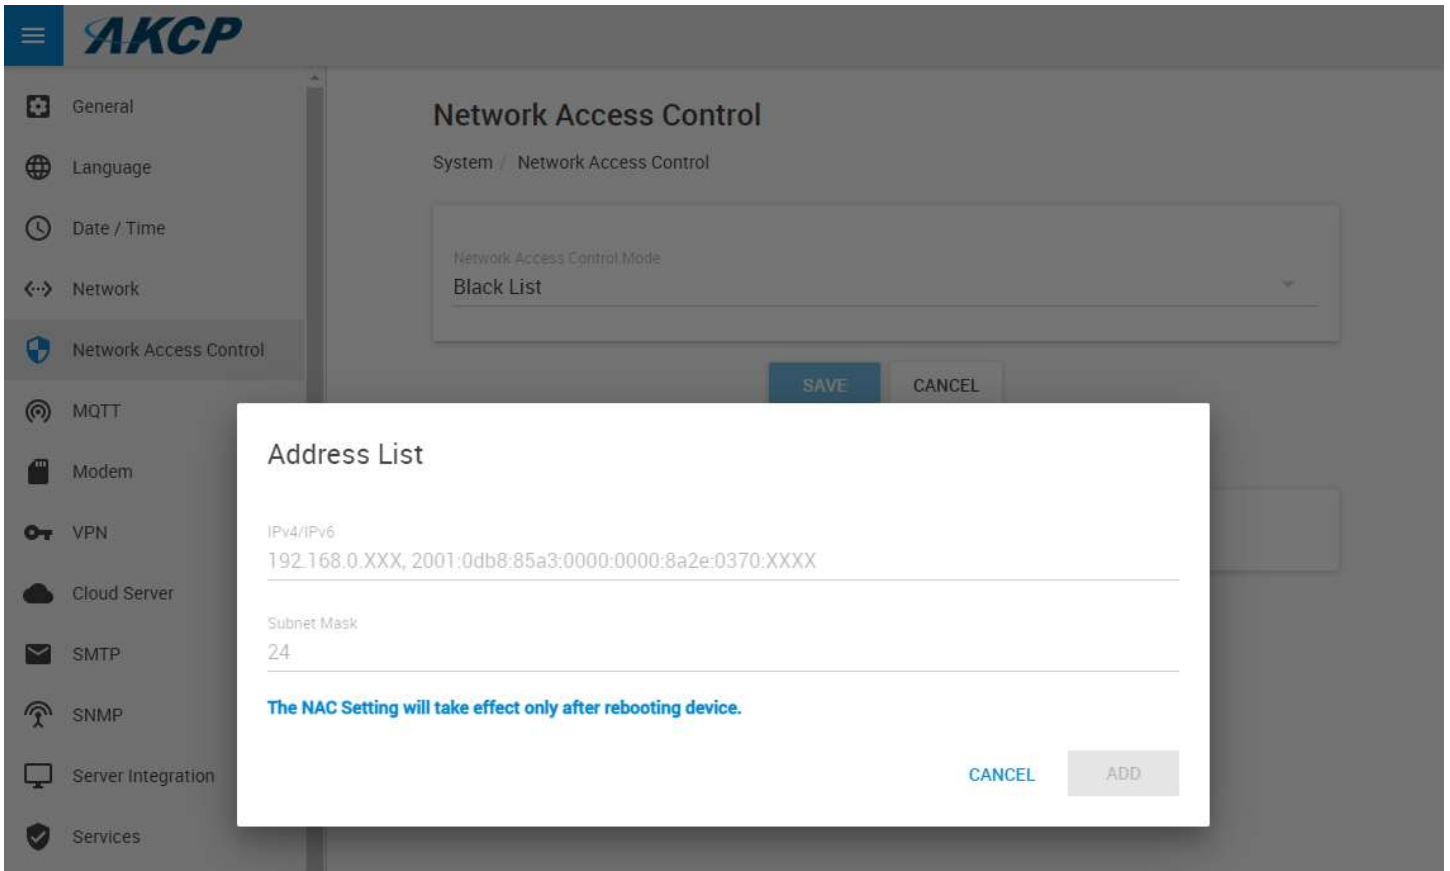 AKCP
General
Language
Date / Time
Network
Network Access Control
MQTT
Modem
VPN
Cloud Server
SMTP
SNMP
Server Integration
Services
Network Access Control
System / Network Access Control
Network Access Control Mode
Black List
SAVE CANCEL
Address List
IPv4/IPv6
192.168.0.XXX, 2001:0db8:85a3:0000:0000:8a2e:0370:XXXX
Subnet Mask
24
The NAC Setting will take effect only after rebooting device.
CANCEL ADD